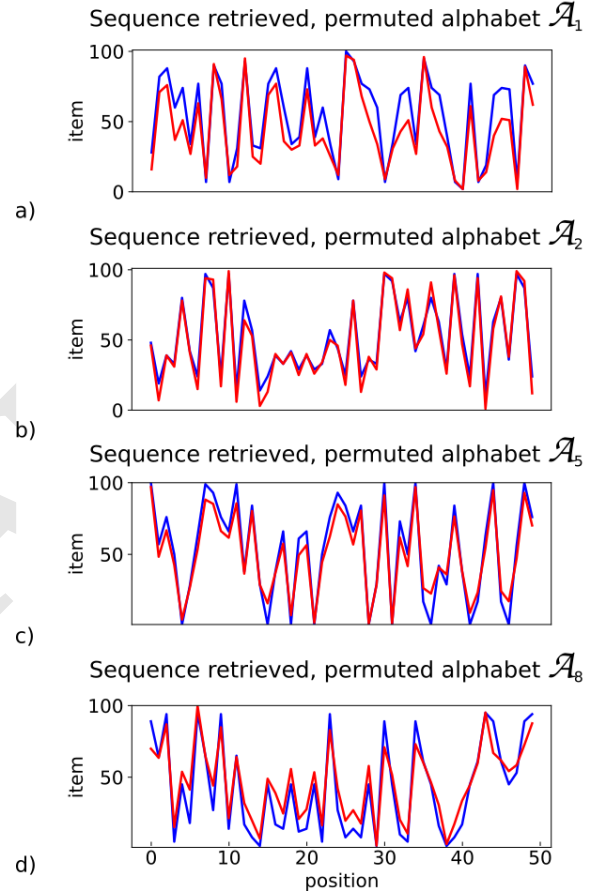 Sequence retrieved, permuted alphabet 𝒜₁
100
50
0
item
a)
Sequence retrieved, permuted alphabet 𝒜₂
100
50
0
item
b)
Sequence retrieved, permuted alphabet 𝒜₅
100
50
item
c)
Sequence retrieved, permuted alphabet 𝒜₈
100
50
item
0 10 20 30 40 50
position
d)